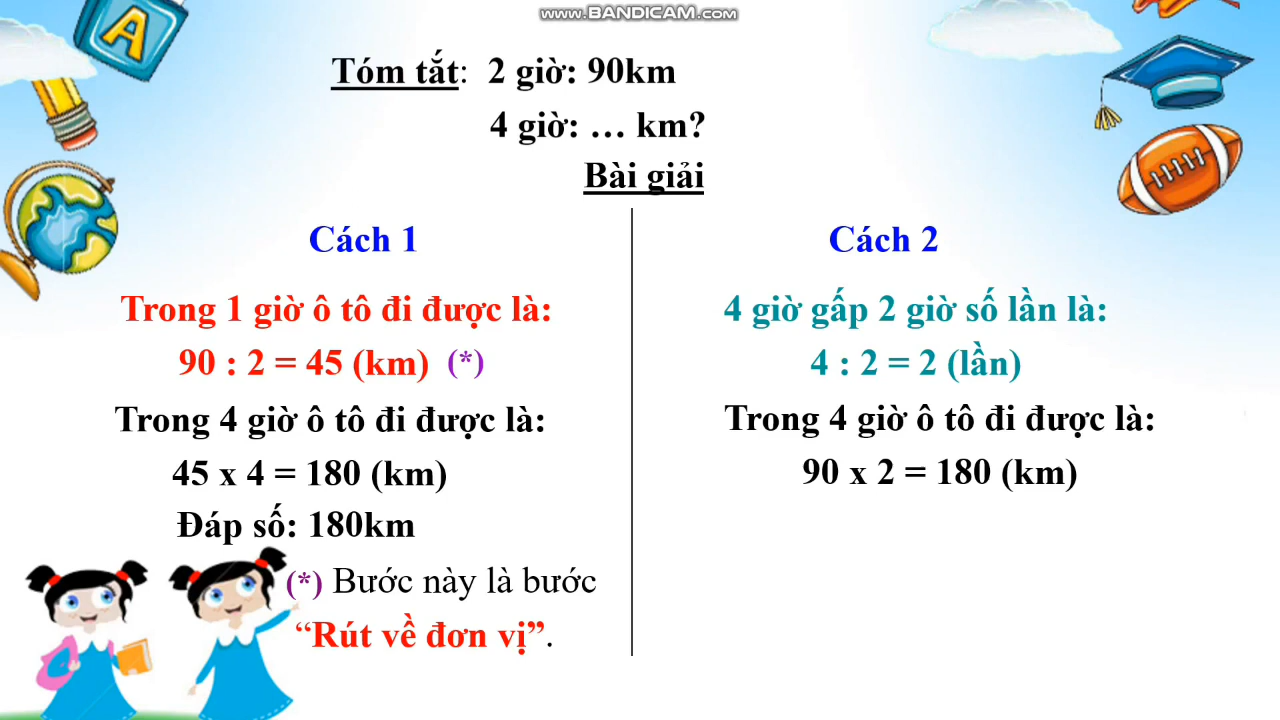 www.BANDICAM.com
A
Tóm tắt: 2 giờ: 90km
4 giờ: … km?
Bài giải
Cách 1
Trong 1 giờ ô tô đi được là:
90 : 2 = 45 (km) (*)
Trong 4 giờ ô tô đi được là:
45 x 4 = 180 (km)
Đáp số: 180km
(*) Bước này là bước
“Rút về đơn vị”.
Cách 2
4 giờ gấp 2 giờ số lần là:
4 : 2 = 2 (lần)
Trong 4 giờ ô tô đi được là:
90 x 2 = 180 (km)